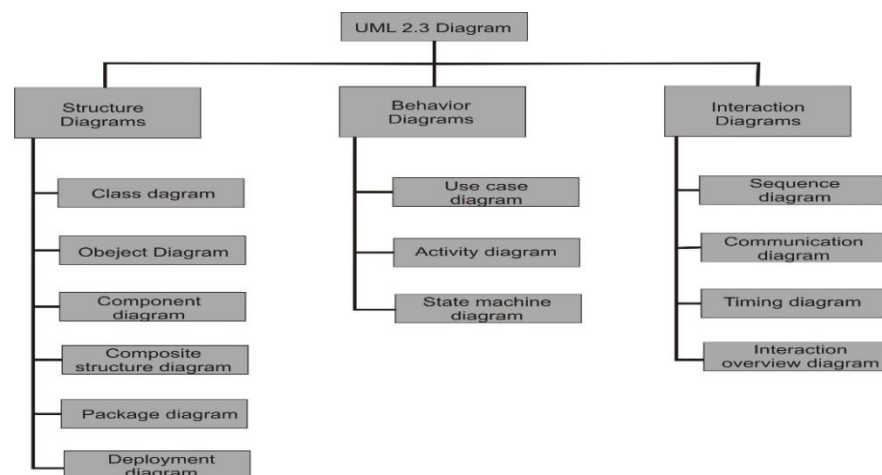 UML 2.3 Diagram
Structure
Diagrams
Behavior
Diagrams
Interaction
Diagrams
Class dagram
Obeject Diagram
Component
diagram
Composite
structure diagram
Package diagram
Deployment
diagram
Use case
diagram
Activity diagram
State machine
diagram
Sequence
diagram
Communication
diagram
Timing diagram
Interaction
overview diagram